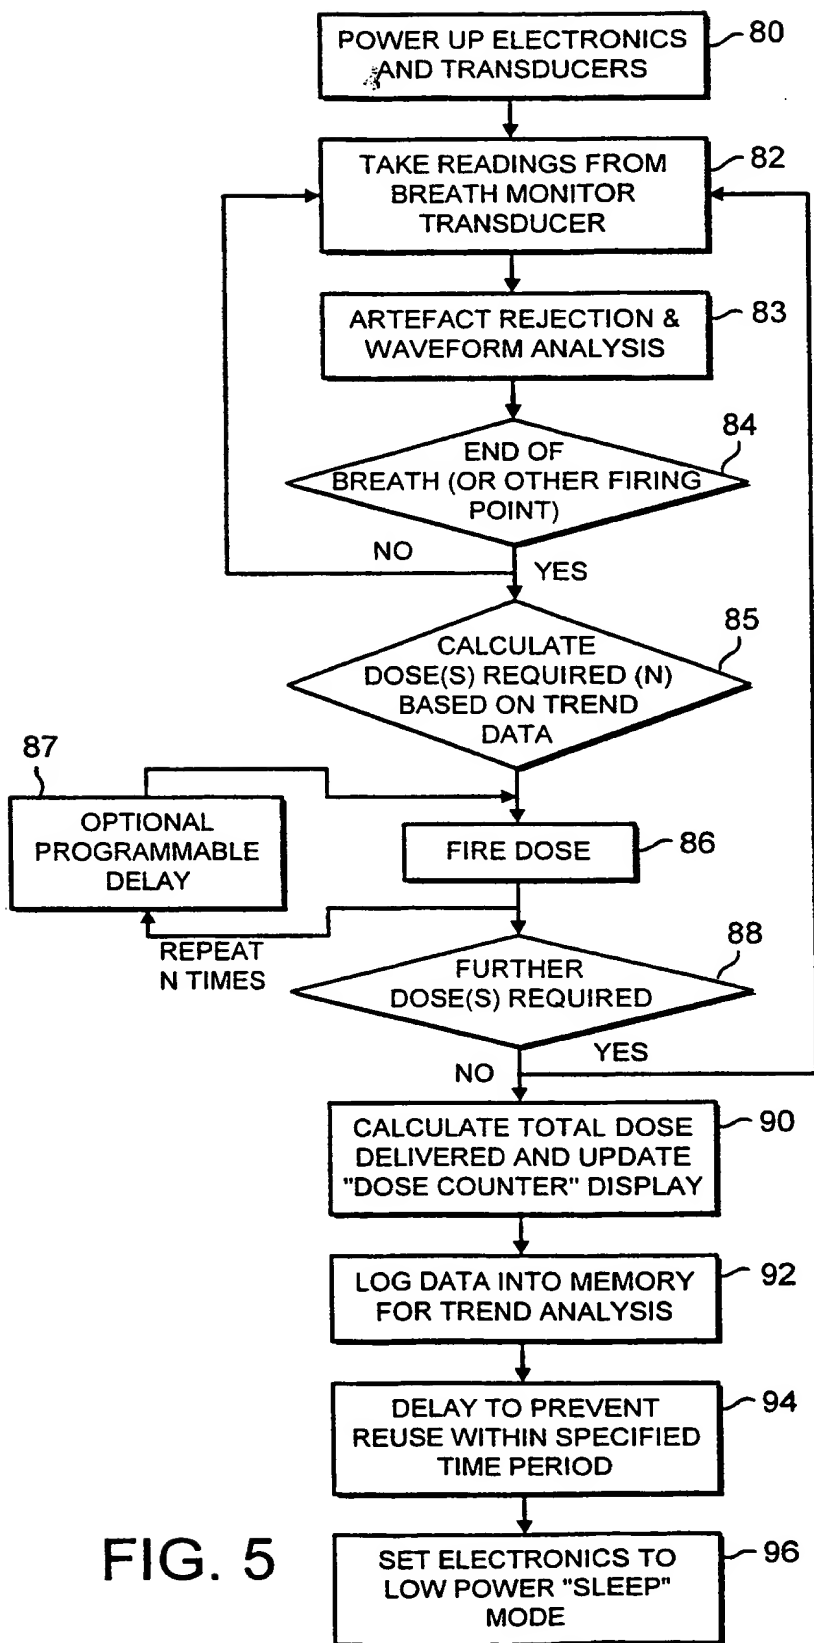 POWER UP ELECTRONICS
AND TRANSDUCERS
80
TAKE READINGS FROM
BREATH MONITOR
TRANSDUCER
82
ARTEFACT REJECTION &
WAVEFORM ANALYSIS
83
END OF
BREATH (OR OTHER FIRING
POINT)
84
NO
YES
CALCULATE
DOSE(S) REQUIRED (N)
BASED ON TREND
DATA
85
87
OPTIONAL
PROGRAMMABLE
DELAY
FIRE DOSE
86
REPEAT
N TIMES
FURTHER
DOSE(S) REQUIRED
88
YES
NO
CALCULATE TOTAL DOSE
DELIVERED AND UPDATE
"DOSE COUNTER" DISPLAY
90
LOG DATA INTO MEMORY
FOR TREND ANALYSIS
92
DELAY TO PREVENT
REUSE WITHIN SPECIFIED
TIME PERIOD
94
SET ELECTRONICS TO
LOW POWER "SLEEP"
MODE
96
FIG. 5